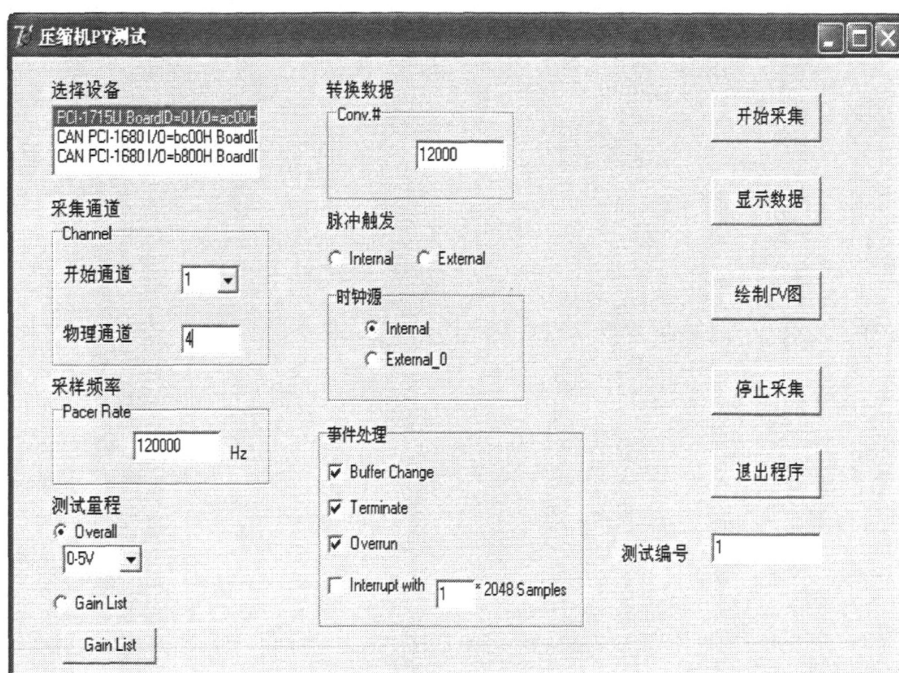 压缩机PV测试
选择设备
PCI-1715U BoardID=0 I/O=ac00H
CAN PCI-1680 I/O=bc00H BoardI
CAN PCI-1680 I/O=b800H BoardI
采集通道
Channel
开始通道
1
物理通道
4
采样频率
Pacer Rate
120000
Hz
测试量程
Overall
0-5V
Gain List
Gain List
转换数据
Conv.#
12000
脉冲触发
Internal
External
时钟源
Internal
External_0
事件处理
Buffer Change
Terminate
Overrun
Interrupt with 1 * 2048 Samples
开始采集
显示数据
绘制PV图
停止采集
退出程序
测试编号
1